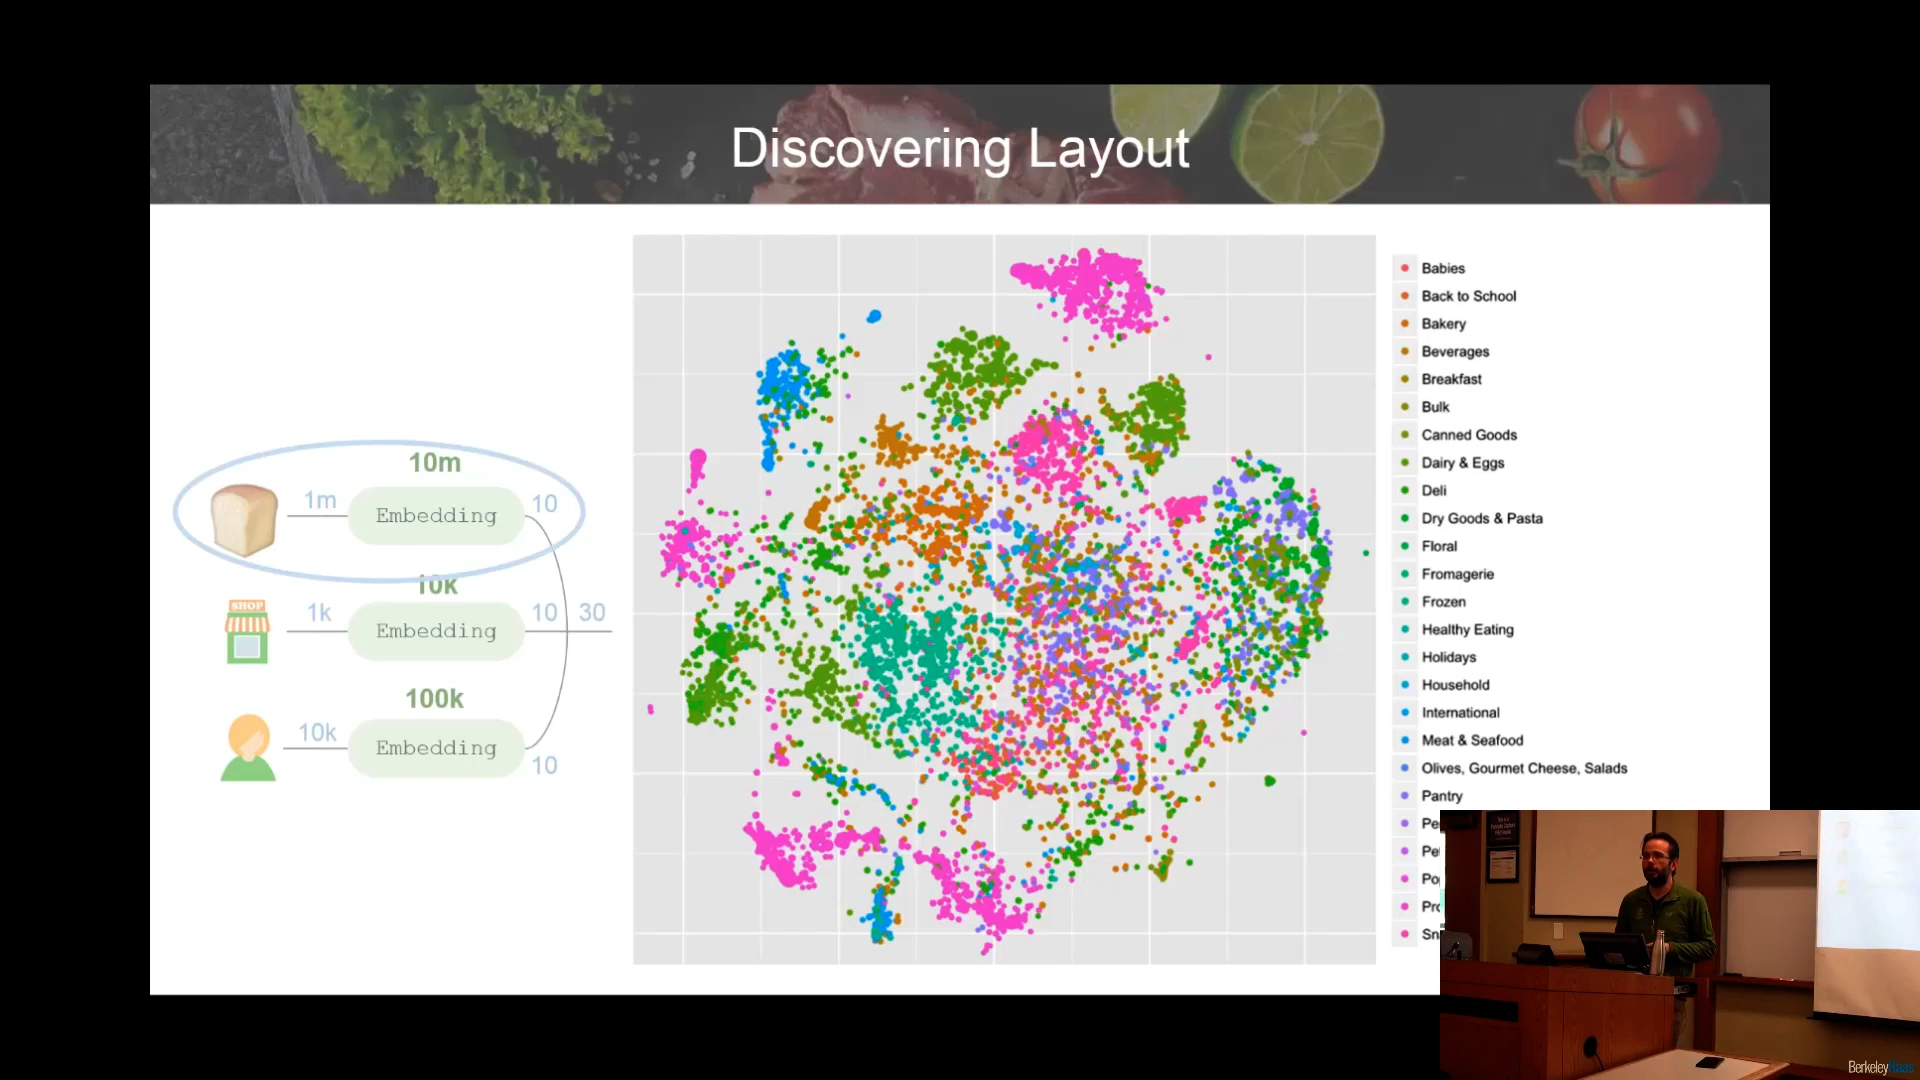 Discovering Layout
10m
1m
Embedding
10
10k
1k
Embedding
10
30
SHOP
100k
10k
Embedding
10
Babies
Back to School
Bakery
Beverages
Breakfast
Bulk
Canned Goods
Dairy & Eggs
Deli
Dry Goods & Pasta
Floral
Fromagerie
Frozen
Healthy Eating
Holidays
Household
International
Meat & Seafood
Olives, Gourmet Cheese, Salads
Pantry
BerkeleyHaas